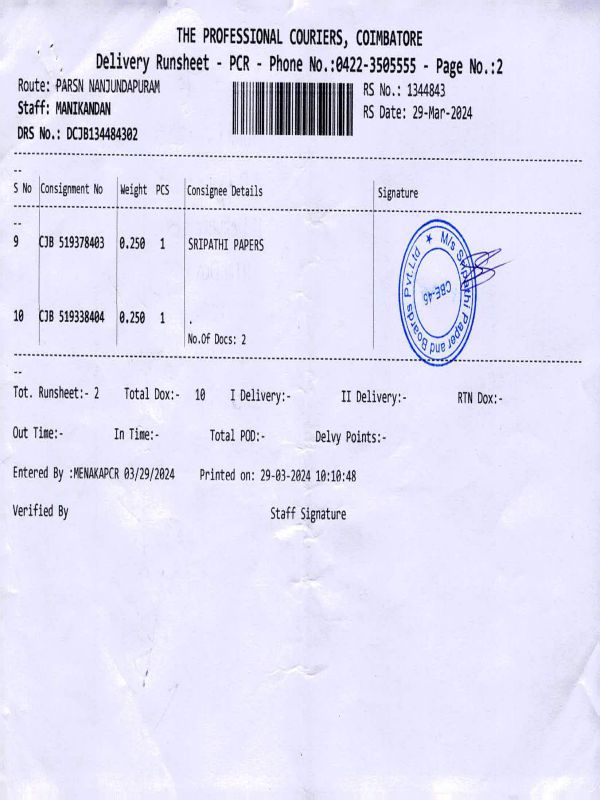 THE PROFESSIONAL COURIERS, COIMBATORE
Delivery Runsheet - PCR - Phone No.:0422-3505555 - Page No.:2
Route: PARSN NANJUNDAPURAM RS No.: 1344843
Staff: MANIKANDAN RS Date: 29-Mar-2024
DRS No.: DCJB134484302
--
S No Consignment No Weight PCS Consignee Details Signature
--
9 CJB 519378403 0.250 1 SRIPATHI PAPERS
M/s Sripathi Paper and Boards Pvt.Ltd ★
CBE-45
10 CJB 519338404 0.250 1 .
No.Of Docs: 2
--
Tot. Runsheet:- 2 Total Dox:- 10 I Delivery:- II Delivery:- RTN Dox:-
Out Time:- In Time:- Total POD:- Delvy Points:-
Entered By :MENAKAPCR 03/29/2024 Printed on: 29-03-2024 10:10:48
Verified By Staff Signature